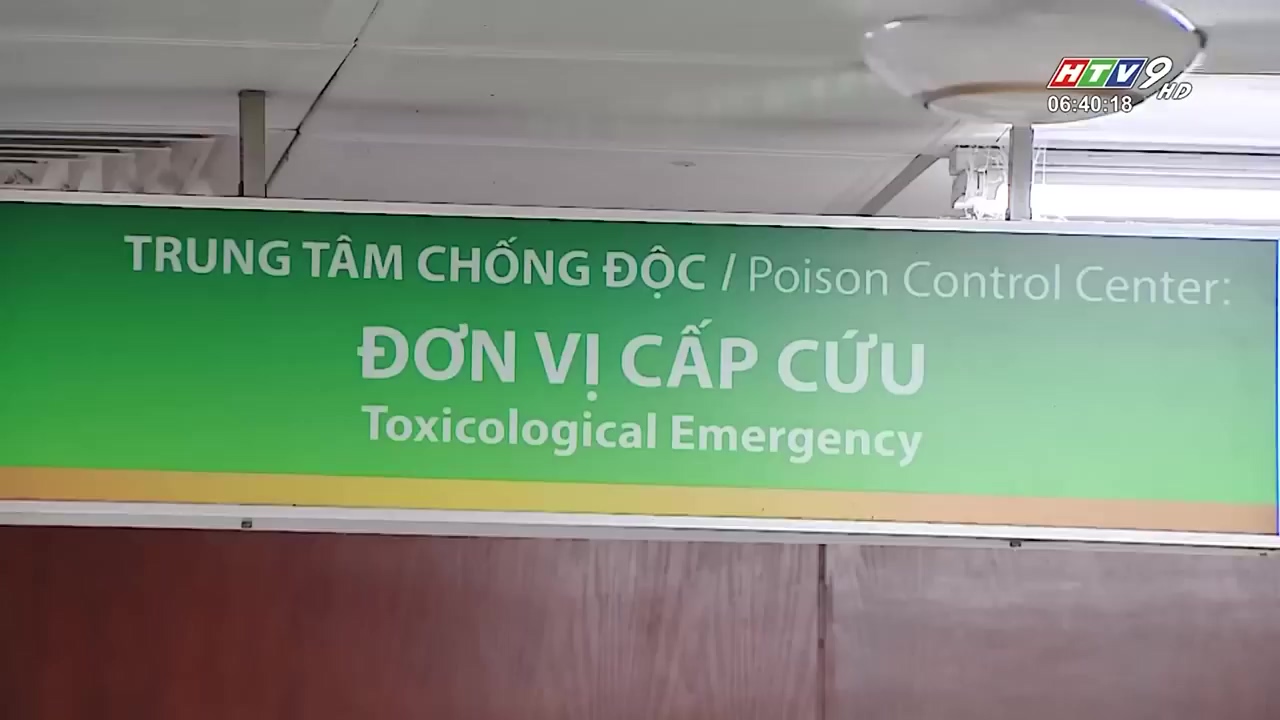 HTV9
HD
06:40:18
TRUNG TÂM CHỐNG ĐỘC / Poison Control Center:
ĐƠN VỊ CẤP CỨU
Toxicological Emergency